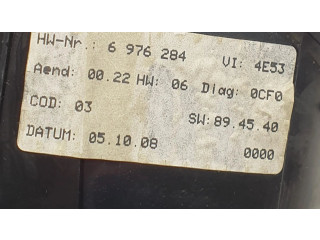 HW-Nr.: 6 976 284 VI: 4E53
Aend: 00.22 HW: 06 Diag: 0CF0
COD: 03 SW: 89.45.40
DATUM: 05.10.08 0000